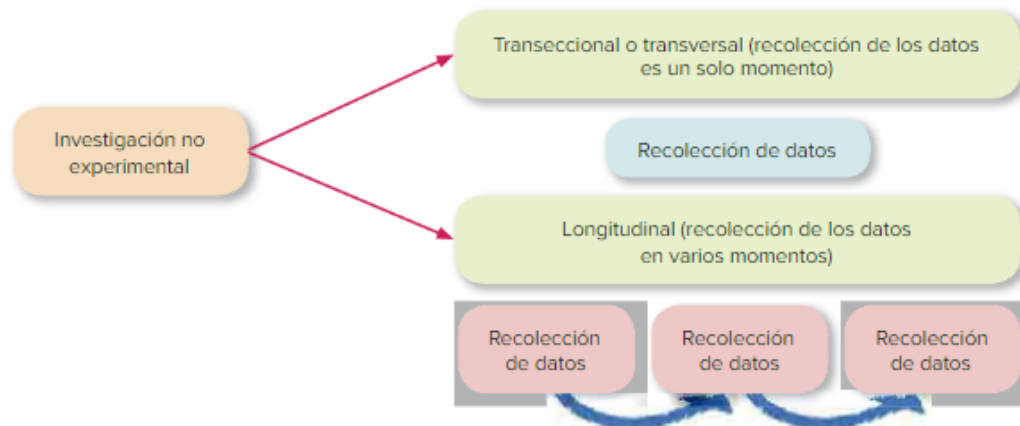 Transeccional o transversal (recolección de los datos
es un solo momento)
Investigación no
experimental
Recolección de datos
Longitudinal (recolección de los datos
en varios momentos)
Recolección
de datos
Recolección
de datos
Recolección
de datos